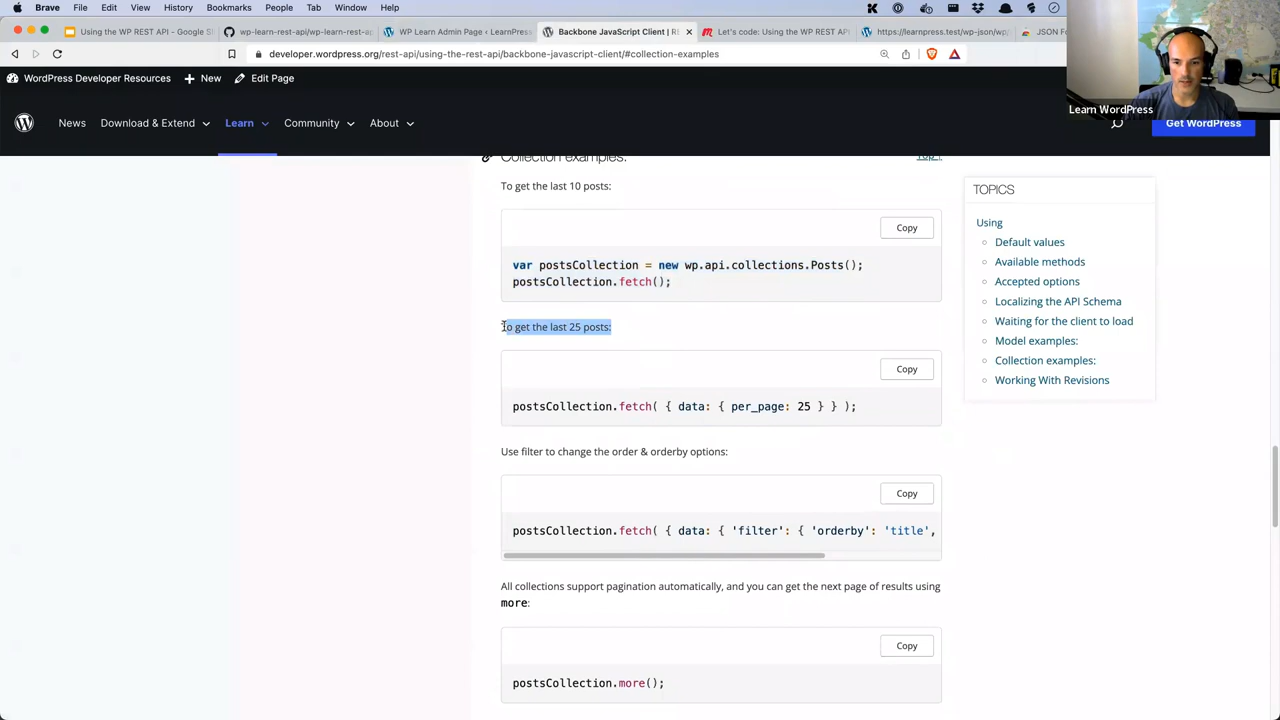 Brave File Edit View History Bookmarks People Tab Window Help
Using the WP REST API - Google Sl
wp-learn-rest-api/wp-learn-rest-
WP Learn Admin Page ‹ LearnPress
Backbone JavaScript Client | RE
Let's code: Using the WP REST API
https://learnpress.test/wp-json/wp/
JSON Fo
developer.wordpress.org/rest-api/using-the-rest-api/backbone-javascript-client/#collection-examples
WordPress Developer Resources New Edit Page
Learn WordPress
News Download & Extend Learn Community About Get WordPress
Collection examples: Top ↑
To get the last 10 posts:
Copy
var postsCollection = new wp.api.collections.Posts();
postsCollection.fetch();
To get the last 25 posts:
Copy
postsCollection.fetch( { data: { per_page: 25 } } );
Use filter to change the order & orderby options:
Copy
postsCollection.fetch( { data: { 'filter': { 'orderby': 'title',
All collections support pagination automatically, and you can get the next page of results using
more:
Copy
postsCollection.more();
TOPICS
Using
Default values
Available methods
Accepted options
Localizing the API Schema
Waiting for the client to load
Model examples:
Collection examples:
Working With Revisions